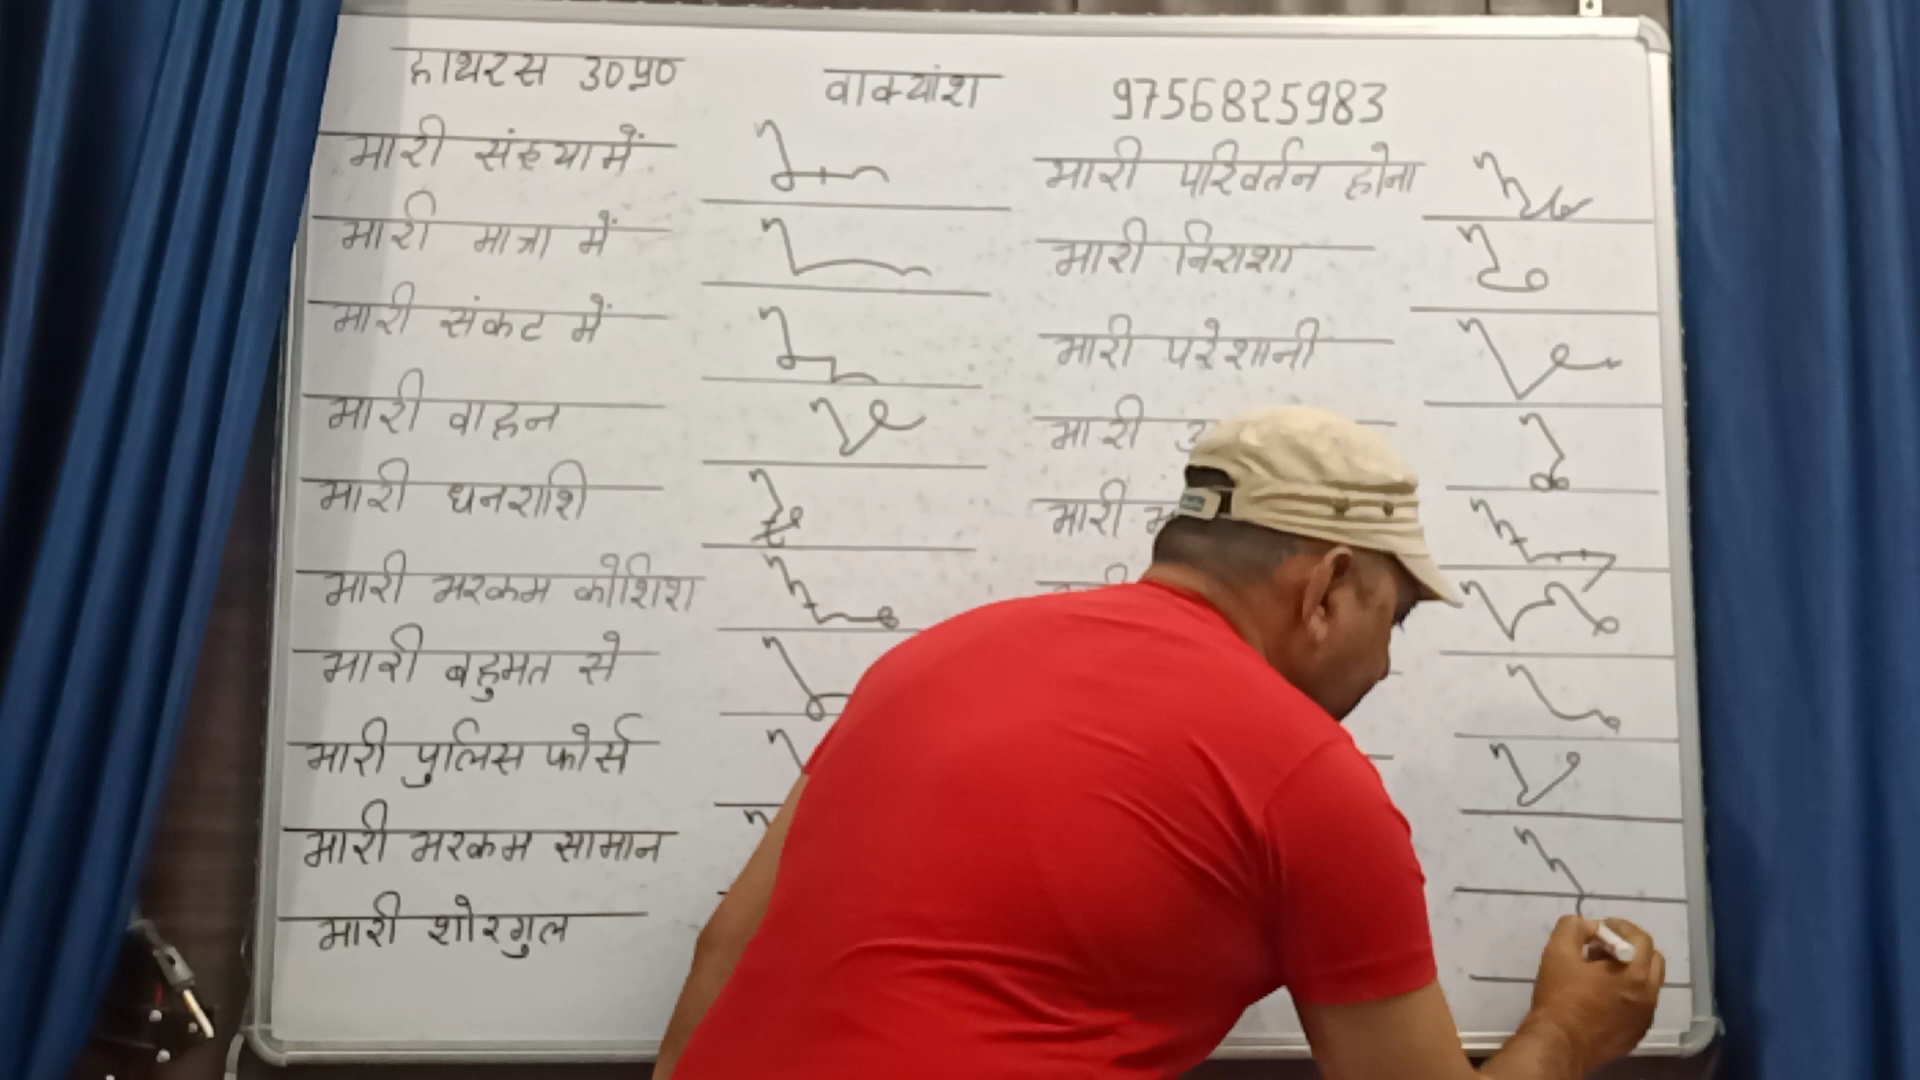 हाथरस उ०प्र०
वाक्यांश
9756825983
भारी संख्या में
भारी मात्रा में
भारी संकट में
भारी वाहन
भारी धनराशि
भारी भरकम कोशिश
भारी बहुमत से
भारी पुलिस फोर्स
भारी भरकम सामान
भारी शोरगुल
भारी परिवर्तन होना
भारी निराशा
भारी परेशानी
भारी
भारी